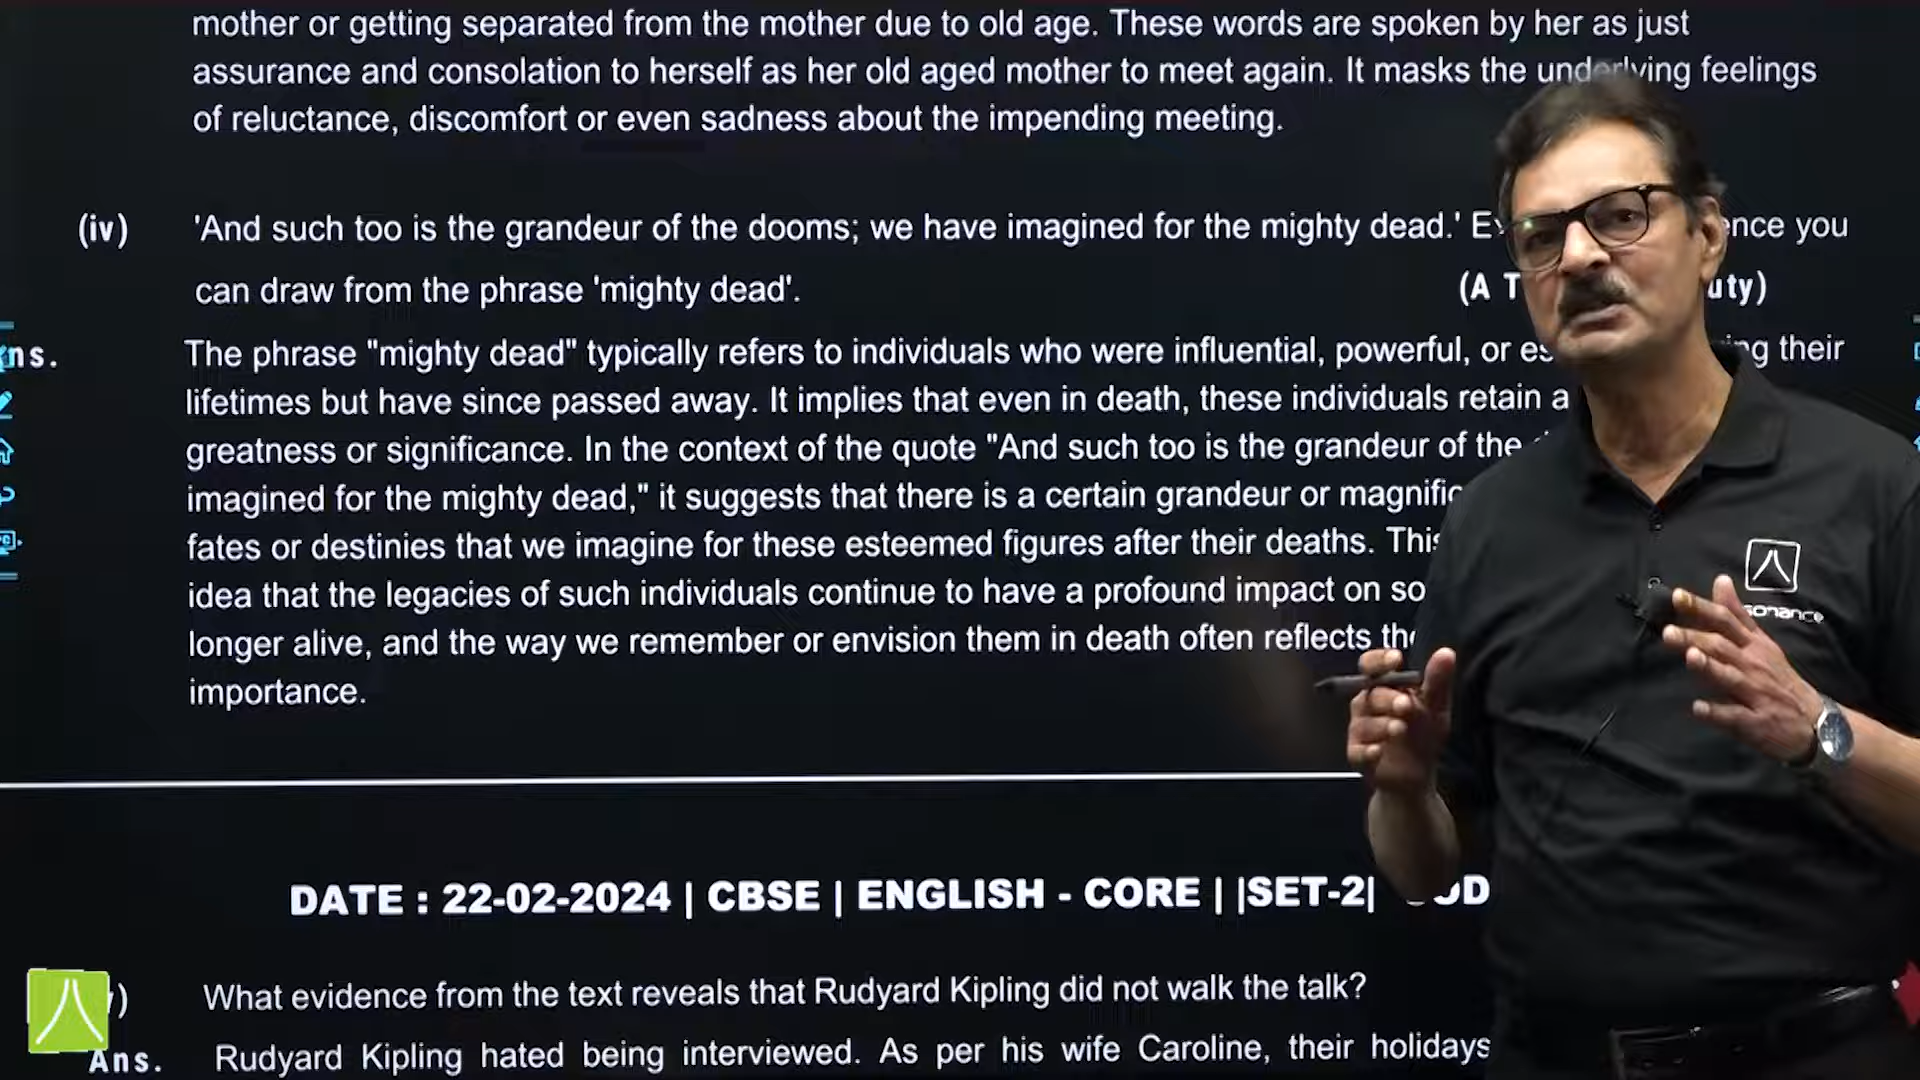 mother or getting separated from the mother due to old age. These words are spoken by her as just
assurance and consolation to herself as her old aged mother to meet again. It masks the underlying feelings
of reluctance, discomfort or even sadness about the impending meeting.
(iv) 'And such too is the grandeur of the dooms; we have imagined for the mighty dead.' you
can draw from the phrase 'mighty dead'. (A
ns. The phrase "mighty dead" typically refers to individuals who were influential, powerful, or their
lifetimes but have since passed away. It implies that even in death, these individuals retain a
greatness or significance. In the context of the quote "And such too is the grandeur of the
imagined for the mighty dead," it suggests that there is a certain grandeur or
fates or destinies that we imagine for these esteemed figures after their deaths. This
idea that the legacies of such individuals continue to have a profound impact on
longer alive, and the way we remember or envision them in death often reflects
importance.
sonance
DATE : 22-02-2024 | CBSE | ENGLISH - CORE | |SET-2|
What evidence from the text reveals that Rudyard Kipling did not walk the talk?
Ans. Rudyard Kipling hated being interviewed. As per his wife Caroline, their holidays